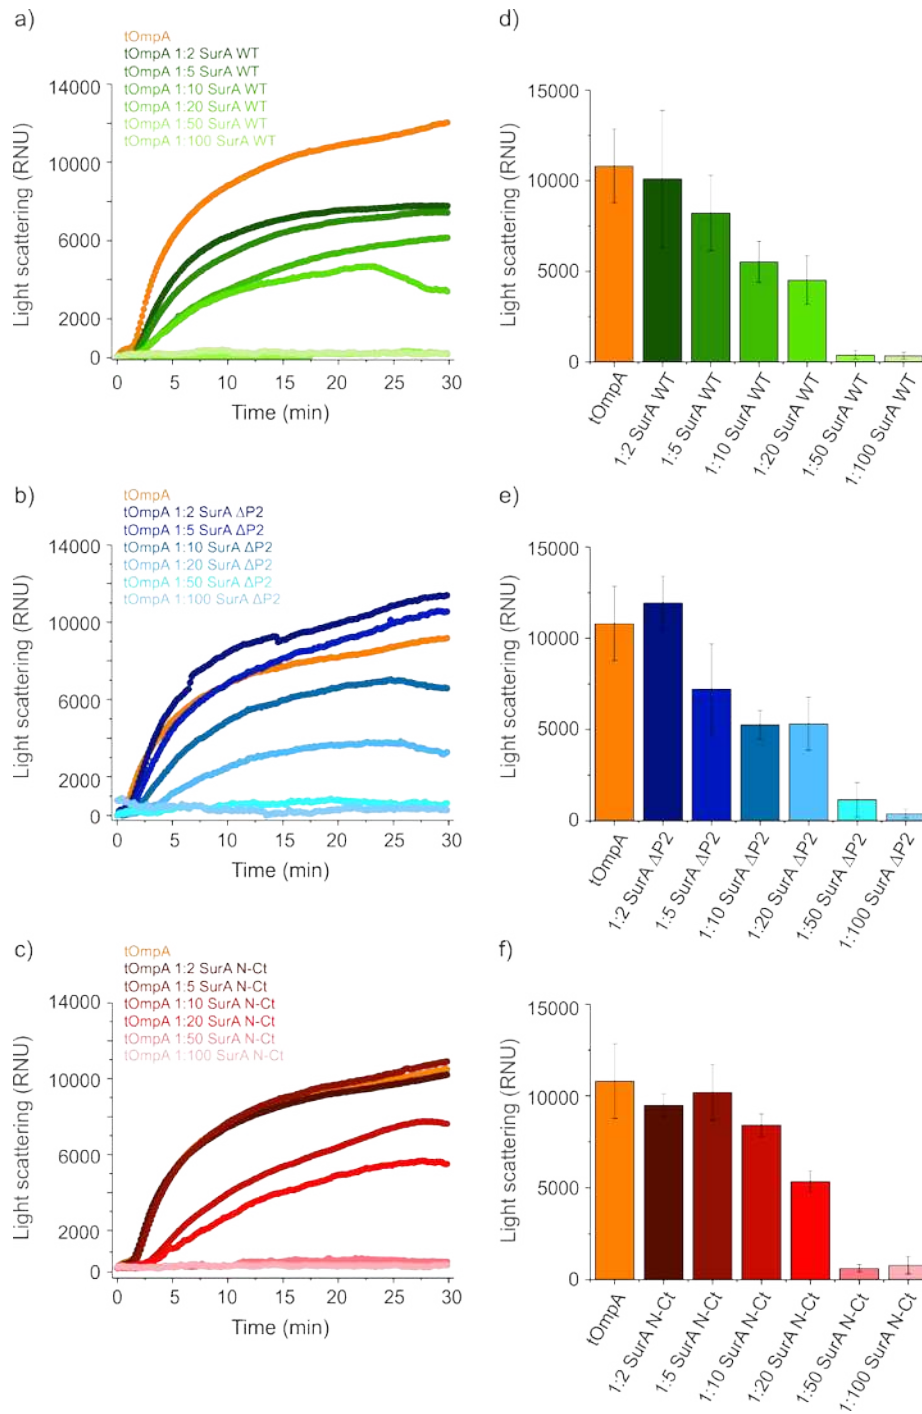 a)
tOmpA
tOmpA 1:2 SurA WT
tOmpA 1:5 SurA WT
tOmpA 1:10 SurA WT
tOmpA 1:20 SurA WT
tOmpA 1:50 SurA WT
tOmpA 1:100 SurA WT
Light scattering (RNU)
14000
10000
6000
2000
0
0 5 10 15 20 25 30
Time (min)
d)
Light scattering (RNU)
15000
10000
5000
0
tOmpA
1:2 SurA WT
1:5 SurA WT
1:10 SurA WT
1:20 SurA WT
1:50 SurA WT
1:100 SurA WT
b)
tOmpA
tOmpA 1:2 SurA ΔP2
tOmpA 1:5 SurA ΔP2
tOmpA 1:10 SurA ΔP2
tOmpA 1:20 SurA ΔP2
tOmpA 1:50 SurA ΔP2
tOmpA 1:100 SurA ΔP2
Light scattering (RNU)
14000
10000
6000
2000
0
0 5 10 15 20 25 30
Time (min)
e)
Light scattering (RNU)
15000
10000
5000
0
tOmpA
1:2 SurA ΔP2
1:5 SurA ΔP2
1:10 SurA ΔP2
1:20 SurA ΔP2
1:50 SurA ΔP2
1:100 SurA ΔP2
c)
tOmpA
tOmpA 1:2 SurA N-Ct
tOmpA 1:5 SurA N-Ct
tOmpA 1:10 SurA N-Ct
tOmpA 1:20 SurA N-Ct
tOmpA 1:50 SurA N-Ct
tOmpA 1:100 SurA N-Ct
Light scattering (RNU)
14000
10000
6000
2000
0
0 5 10 15 20 25 30
Time (min)
f)
Light scattering (RNU)
15000
10000
5000
0
tOmpA
1:2 SurA N-Ct
1:5 SurA N-Ct
1:10 SurA N-Ct
1:20 SurA N-Ct
1:50 SurA N-Ct
1:100 SurA N-Ct